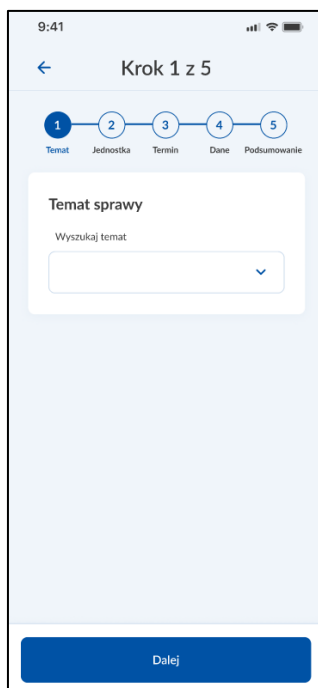 9:41
Krok 1 z 5
1 2 3 4 5
Temat Jednostka Termin Dane Podsumowanie
Temat sprawy
Wyszukaj temat
Dalej